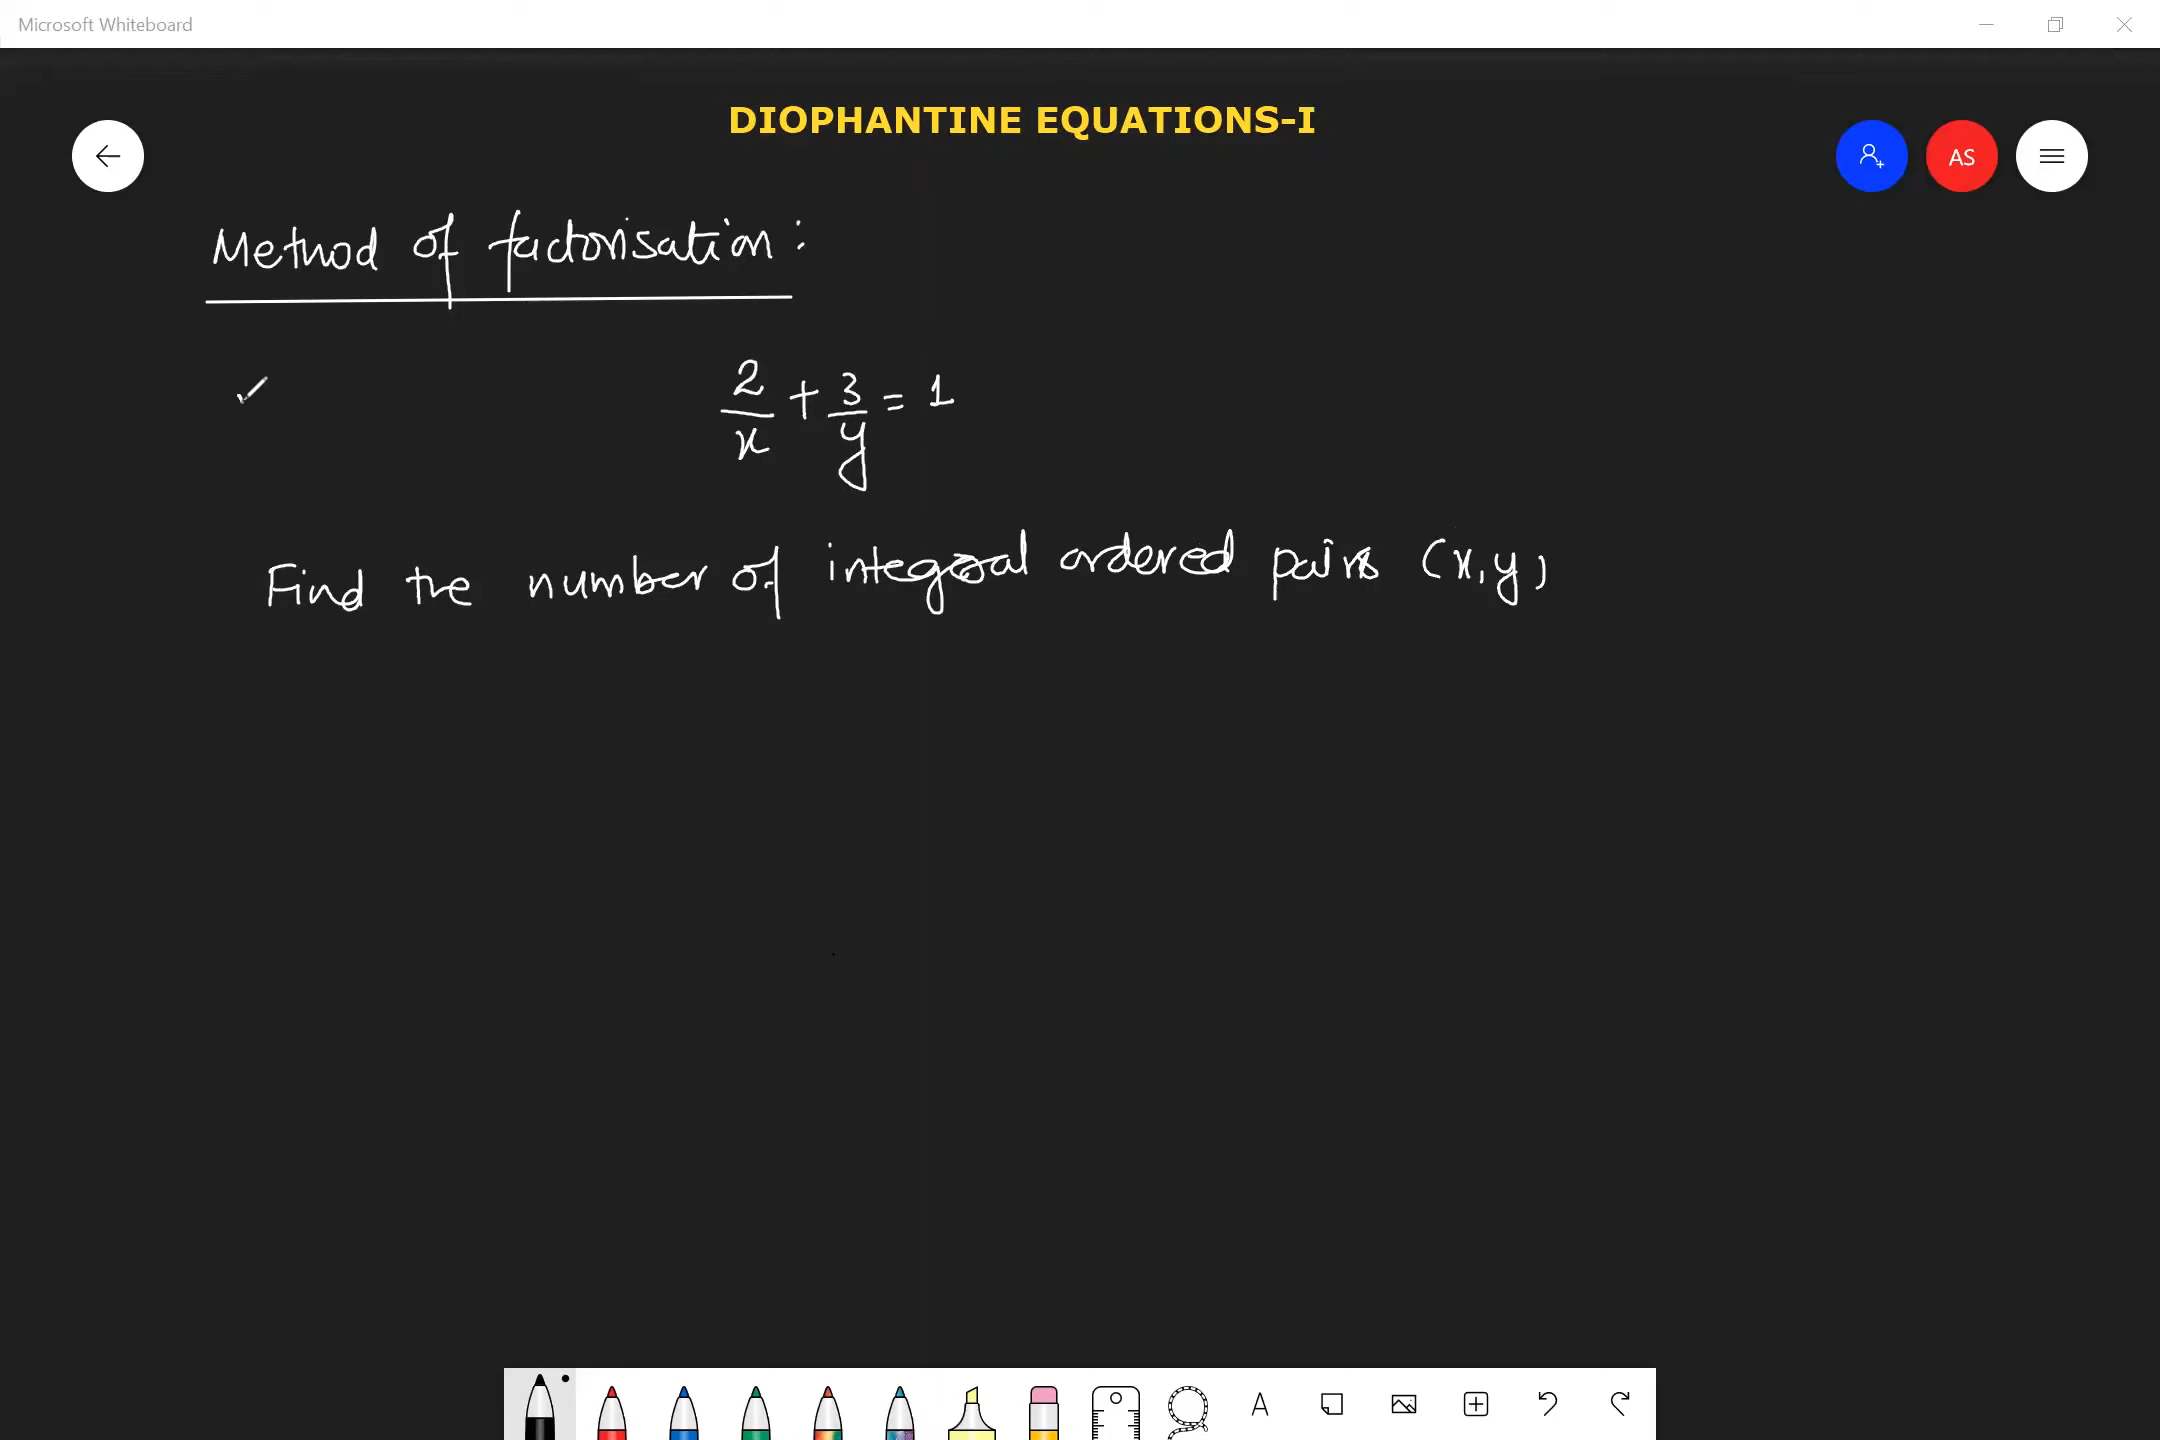 Microsoft Whiteboard
DIOPHANTINE EQUATIONS-I
AS
Method of factorisation:
2/x + 3/y = 1
Find the number of integral ordered pairs (x,y)
A